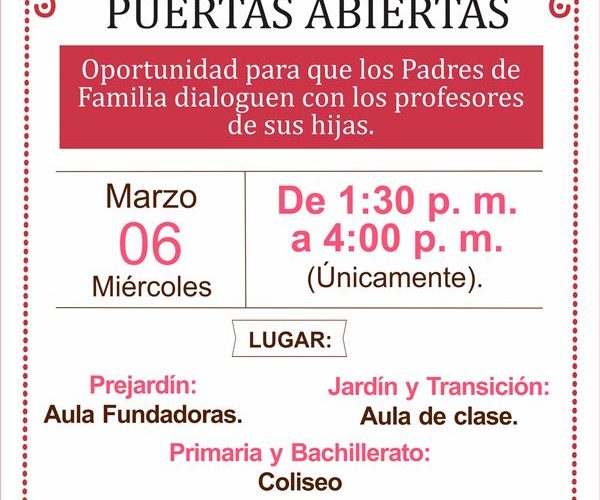 PUERTAS ABIERTAS
Oportunidad para que los Padres de
Familia dialoguen con los profesores
de sus hijas.
Marzo
06
Miércoles
De 1:30 p. m.
a 4:00 p. m.
(Únicamente).
LUGAR:
Prejardín:
Aula Fundadoras.
Jardín y Transición:
Aula de clase.
Primaria y Bachillerato:
Coliseo